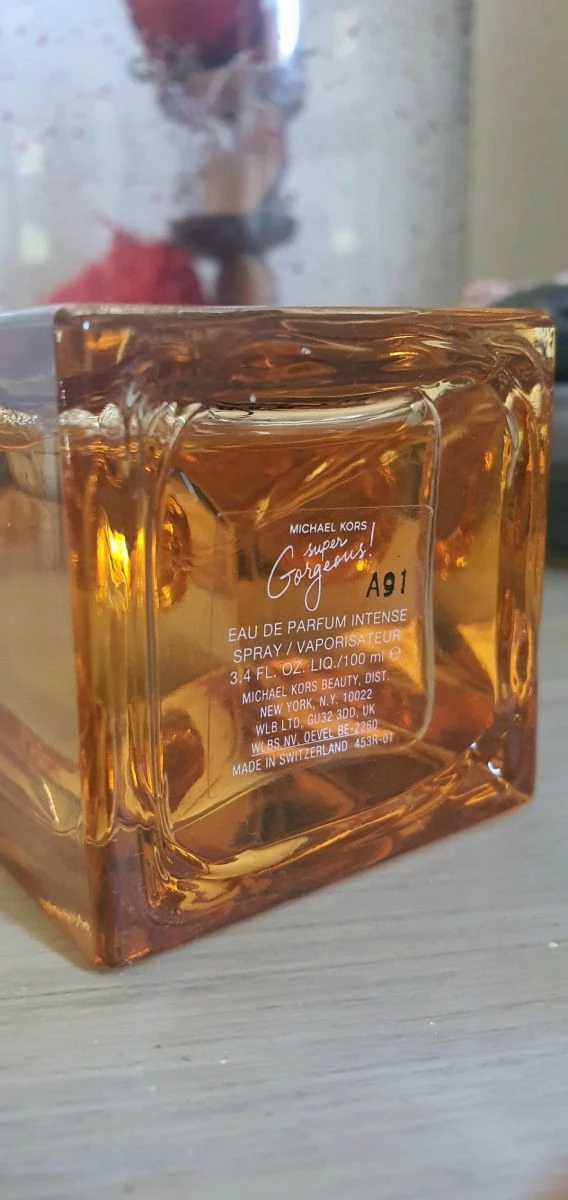 MICHAEL KORS
super
Gorgeous!
A91
EAU DE PARFUM INTENSE
SPRAY / VAPORISATEUR
3.4 FL. OZ. LIQ./100 ml ℮
MICHAEL KORS BEAUTY, DIST.
NEW YORK, N.Y. 10022
WLB LTD, GU32 3DD, UK
WLBS NV, OEVEL BE-2260
MADE IN SWITZERLAND 453R-01